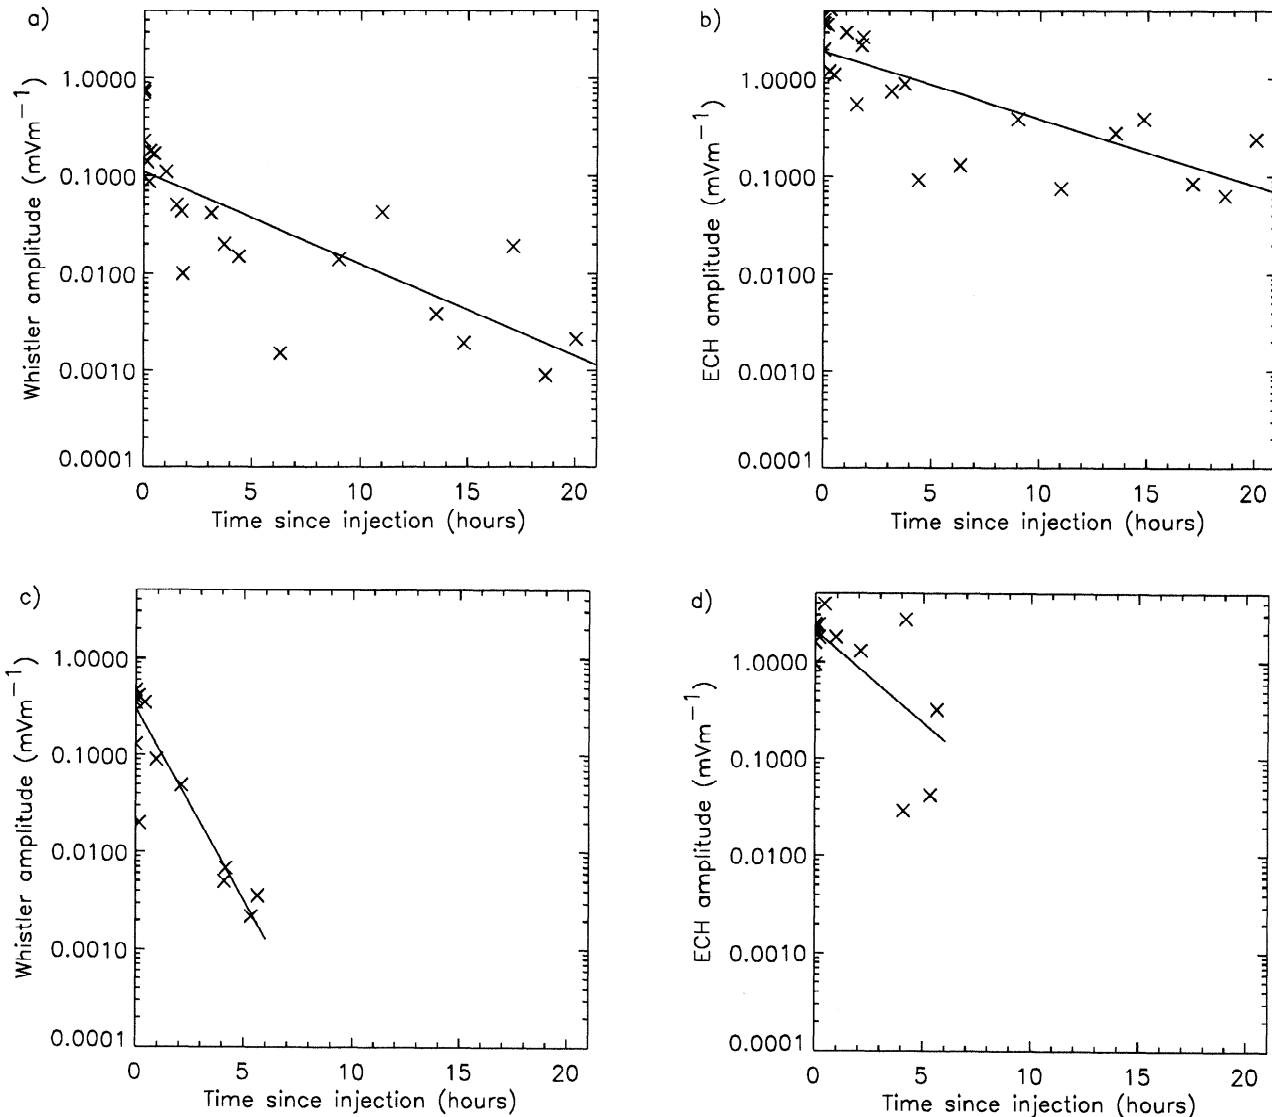 a)
Whistler amplitude (mVm⁻¹)
1.0000
0.1000
0.0100
0.0010
0.0001
0 5 10 15 20
Time since injection (hours)
b)
ECH amplitude (mVm⁻¹)
1.0000
0.1000
0.0100
0.0010
0.0001
0 5 10 15 20
Time since injection (hours)
c)
Whistler amplitude (mVm⁻¹)
1.0000
0.1000
0.0100
0.0010
0.0001
0 5 10 15 20
Time since injection (hours)
d)
ECH amplitude (mVm⁻¹)
1.0000
0.1000
0.0100
0.0010
0.0001
0 5 10 15 20
Time since injection (hours)